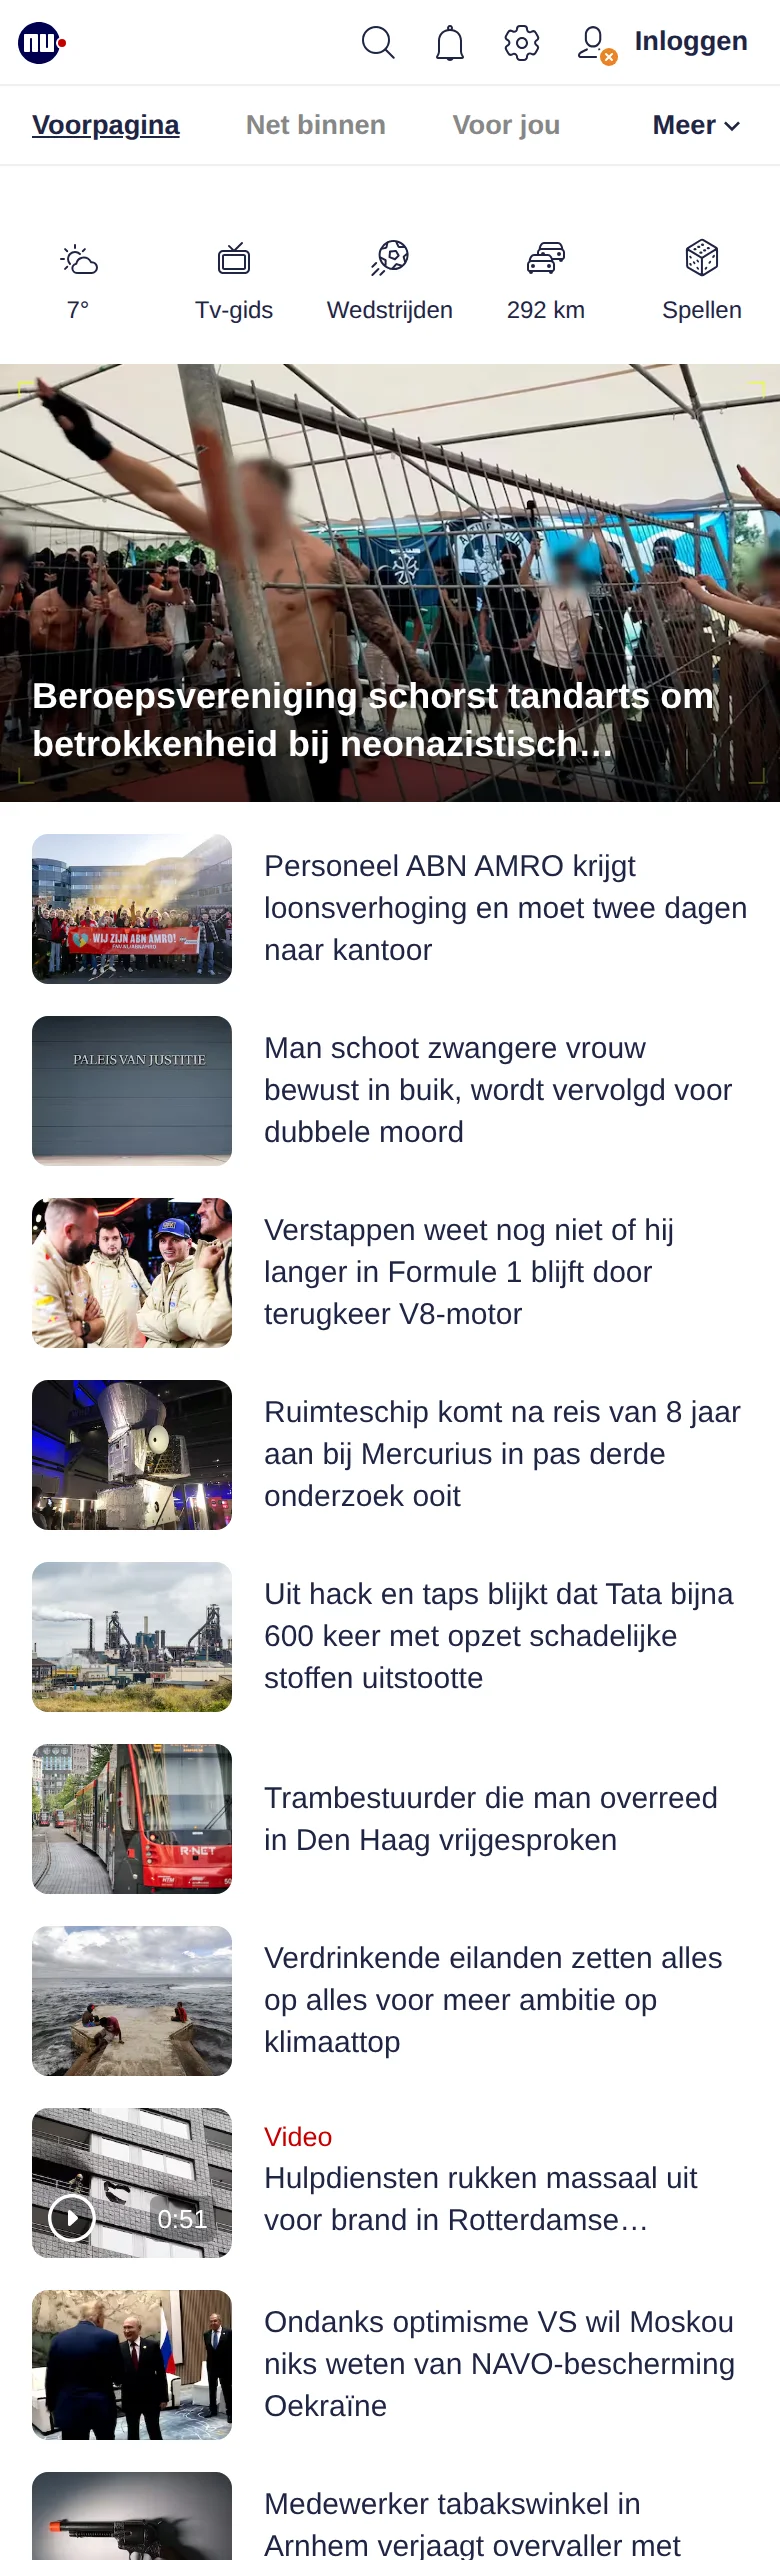 nu
Inloggen
Voorpagina
Net binnen
Voor jou
Meer
7°
Tv-gids
Wedstrijden
292 km
Spellen
Beroepsvereniging schorst tandarts om
betrokkenheid bij neonazistisch...
WIJ ZIJN ABN AMRO!
Personeel ABN AMRO krijgt
loonsverhoging en moet twee dagen
naar kantoor
PALEIS VAN JUSTITIE
Man schoot zwangere vrouw
bewust in buik, wordt vervolgd voor
dubbele moord
Verstappen weet nog niet of hij
langer in Formule 1 blijft door
terugkeer V8-motor
Ruimteschip komt na reis van 8 jaar
aan bij Mercurius in pas derde
onderzoek ooit
Uit hack en taps blijkt dat Tata bijna
600 keer met opzet schadelijke
stoffen uitstootte
R-NET
Trambestuurder die man overreed
in Den Haag vrijgesproken
Verdrinkende eilanden zetten alles
op alles voor meer ambitie op
klimaattop
0:51
Video
Hulpdiensten rukken massaal uit
voor brand in Rotterdamse...
Ondanks optimisme VS wil Moskou
niks weten van NAVO-bescherming
Oekraïne
Medewerker tabakswinkel in
Arnhem verjaagt overvaller met